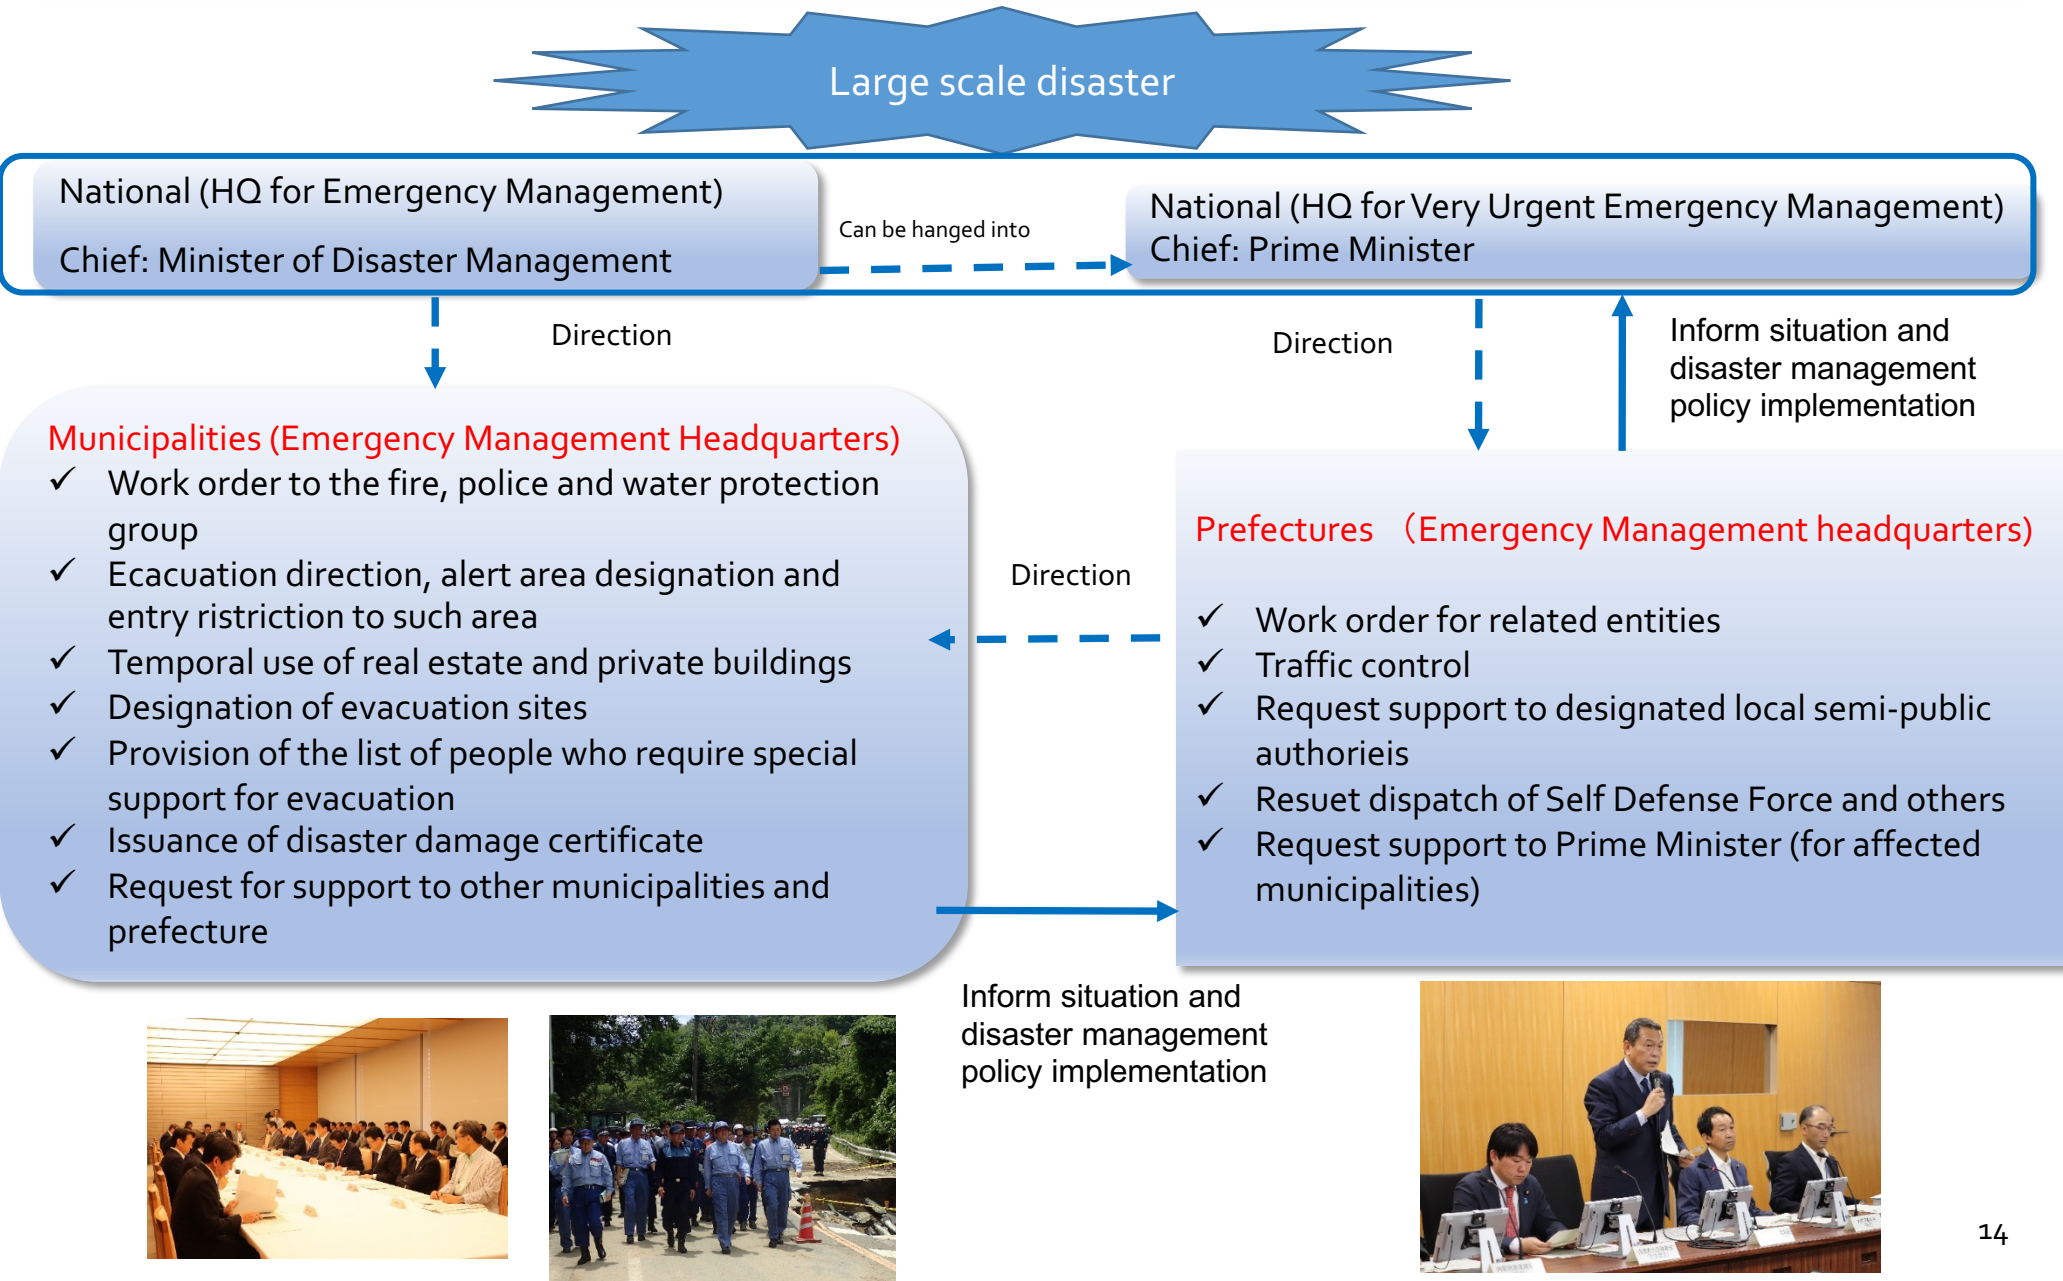 Large scale disaster
National (HQ for Emergency Management)
Chief: Minister of Disaster Management
Can be hanged into
National (HQ for Very Urgent Emergency Management)
Chief: Prime Minister
Direction
Direction
Inform situation and
disaster management
policy implementation
Municipalities (Emergency Management Headquarters)
✓ Work order to the fire, police and water protection
group
✓ Ecacuation direction, alert area designation and
entry ristriction to such area
✓ Temporal use of real estate and private buildings
✓ Designation of evacuation sites
✓ Provision of the list of people who require special
support for evacuation
✓ Issuance of disaster damage certificate
✓ Request for support to other municipalities and
prefecture
Direction
Prefectures （Emergency Management headquarters)
✓ Work order for related entities
✓ Traffic control
✓ Request support to designated local semi-public
authorieis
✓ Resuet dispatch of Self Defense Force and others
✓ Request support to Prime Minister (for affected
municipalities)
Inform situation and
disaster management
policy implementation
14